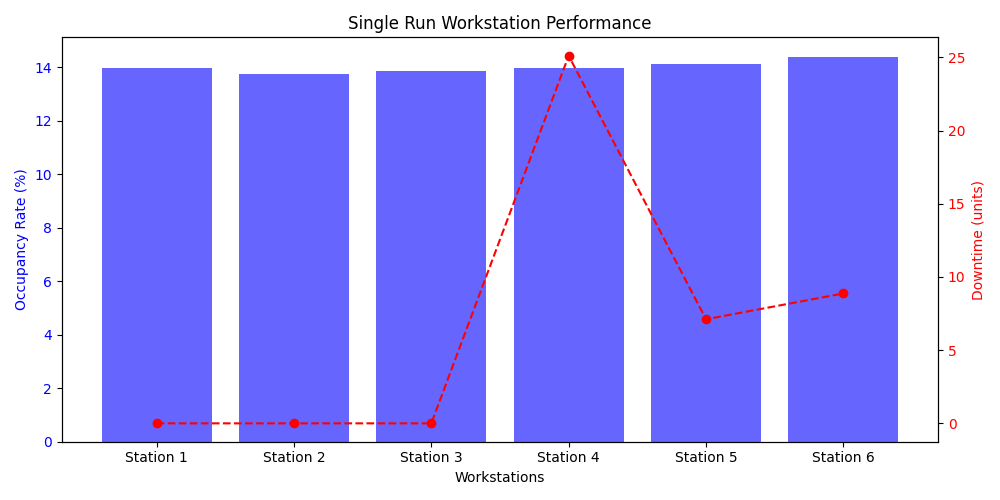 Single Run Workstation Performance
Occupancy Rate (%)
14
12
10
8
6
4
2
0
25
20
15
10
5
0
Downtime (units)
Station 1 Station 2 Station 3 Station 4 Station 5 Station 6
Workstations